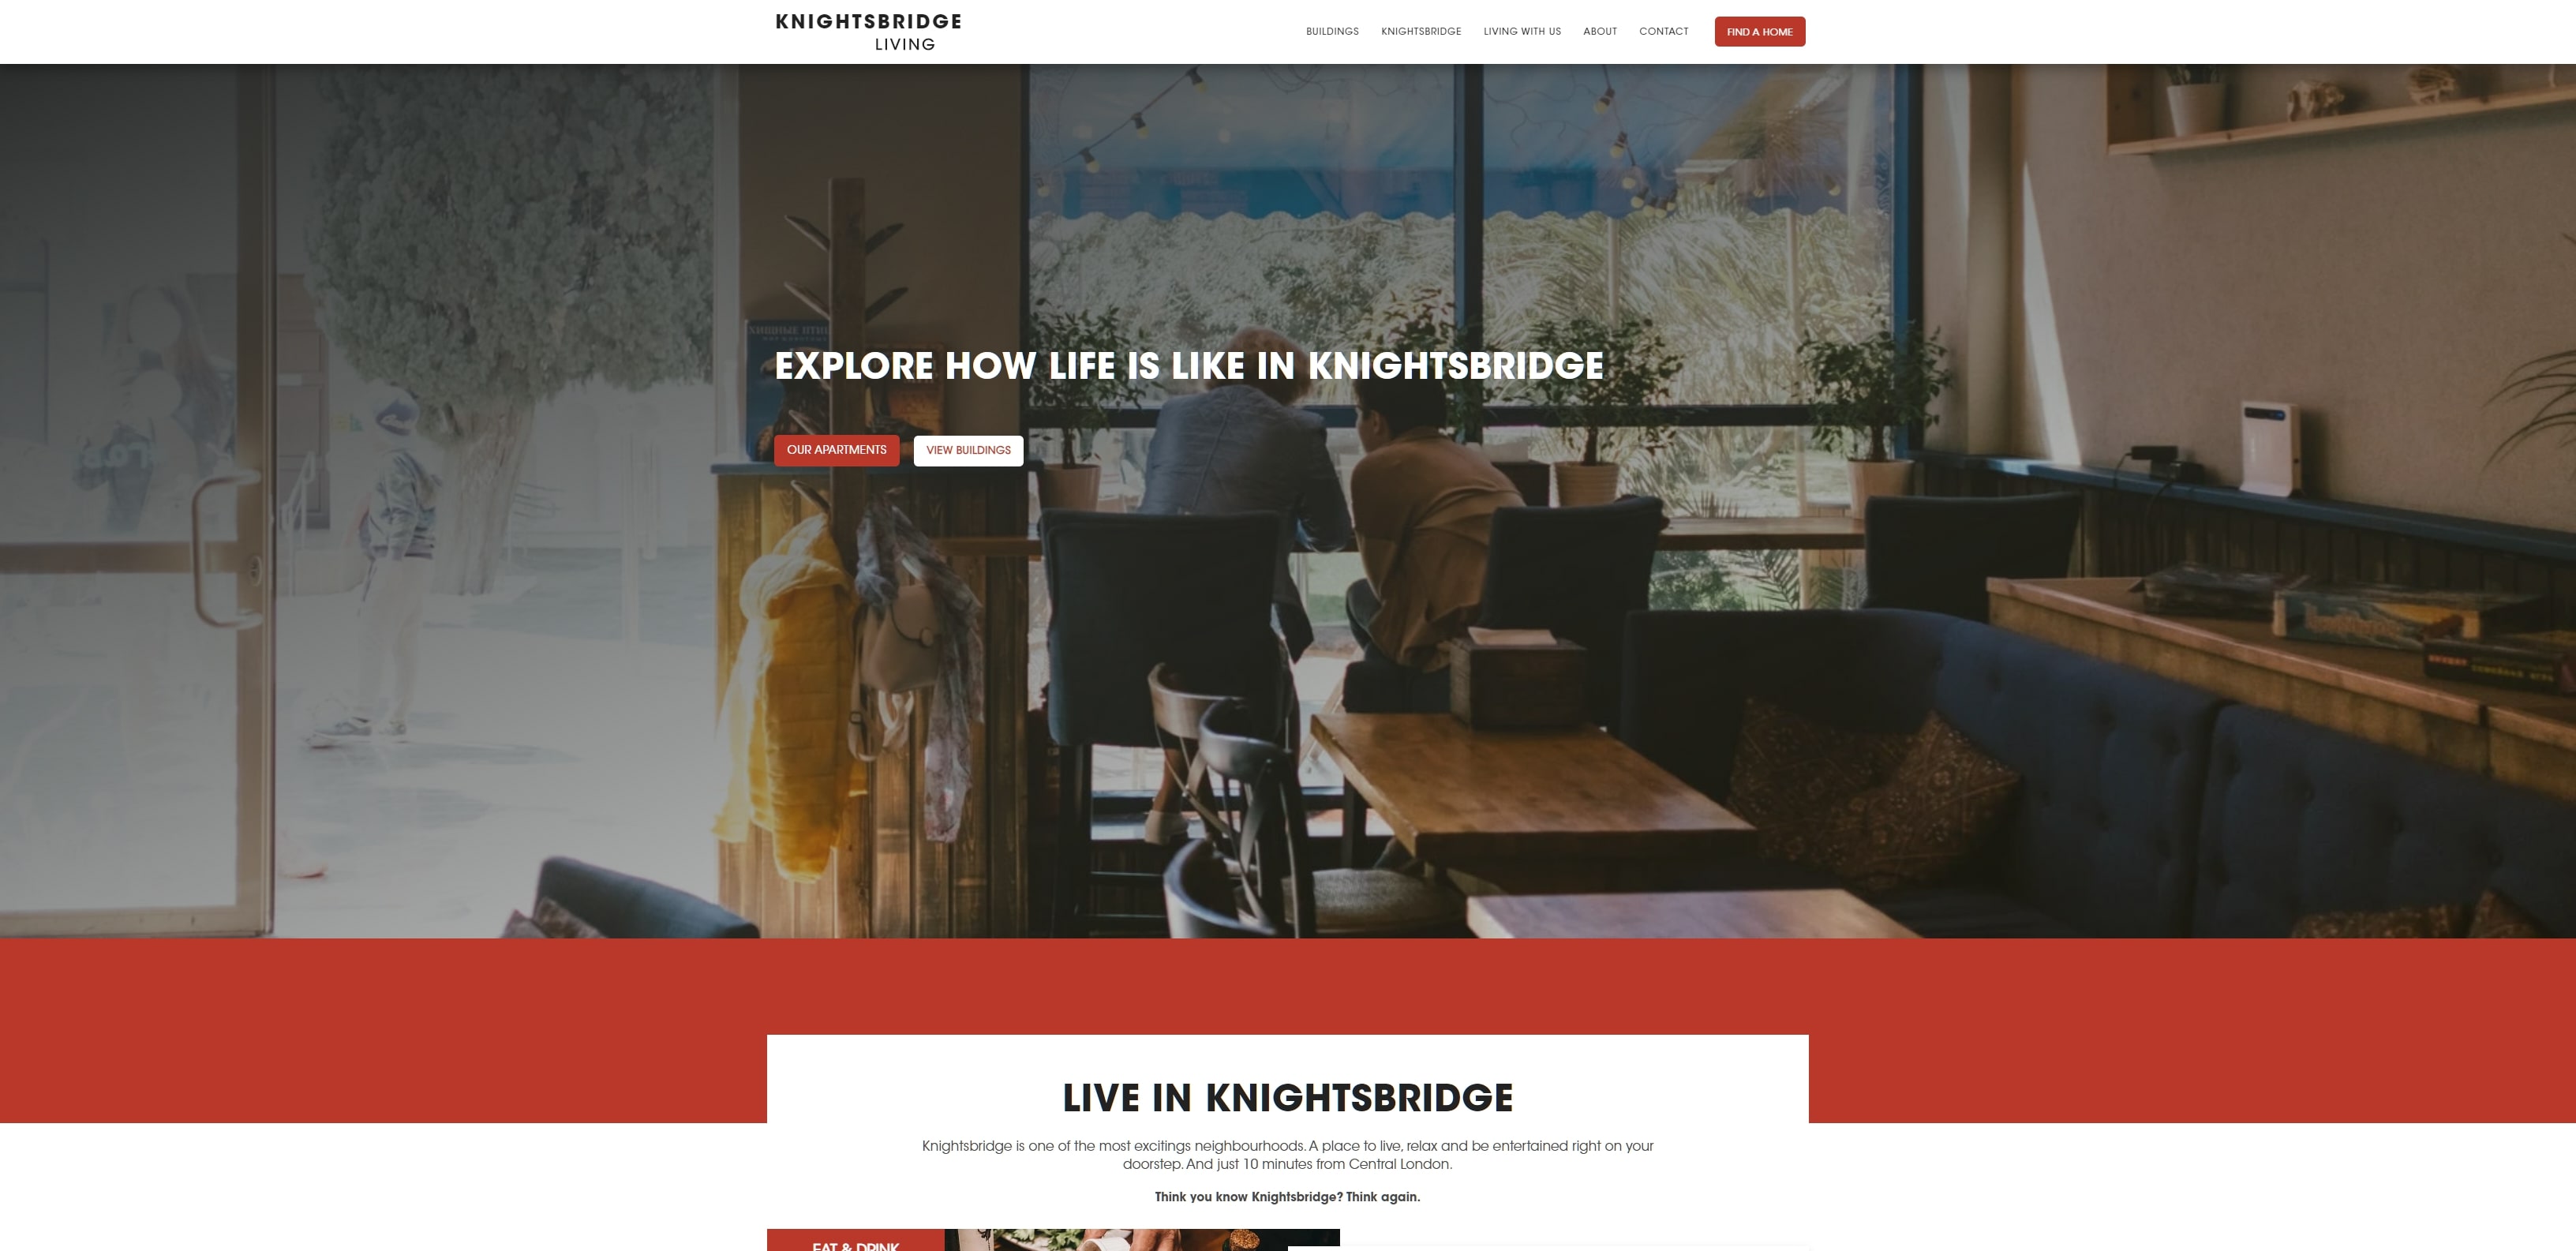 KNIGHTSBRIDGE
LIVING
BUILDINGS
KNIGHTSBRIDGE
LIVING WITH US
ABOUT
CONTACT
FIND A HOME
ХИЩНЫЕ ПТИЦ
EXPLORE HOW LIFE IS LIKE IN KNIGHTSBRIDGE
OUR APARTMENTS
VIEW BUILDINGS
LIVE IN KNIGHTSBRIDGE
Knightsbridge is one of the most excitings neighbourhoods. A place to live, relax and be entertained right on your
doorstep. And just 10 minutes from Central London.
Think you know Knightsbridge? Think again.
EAT & DRINK